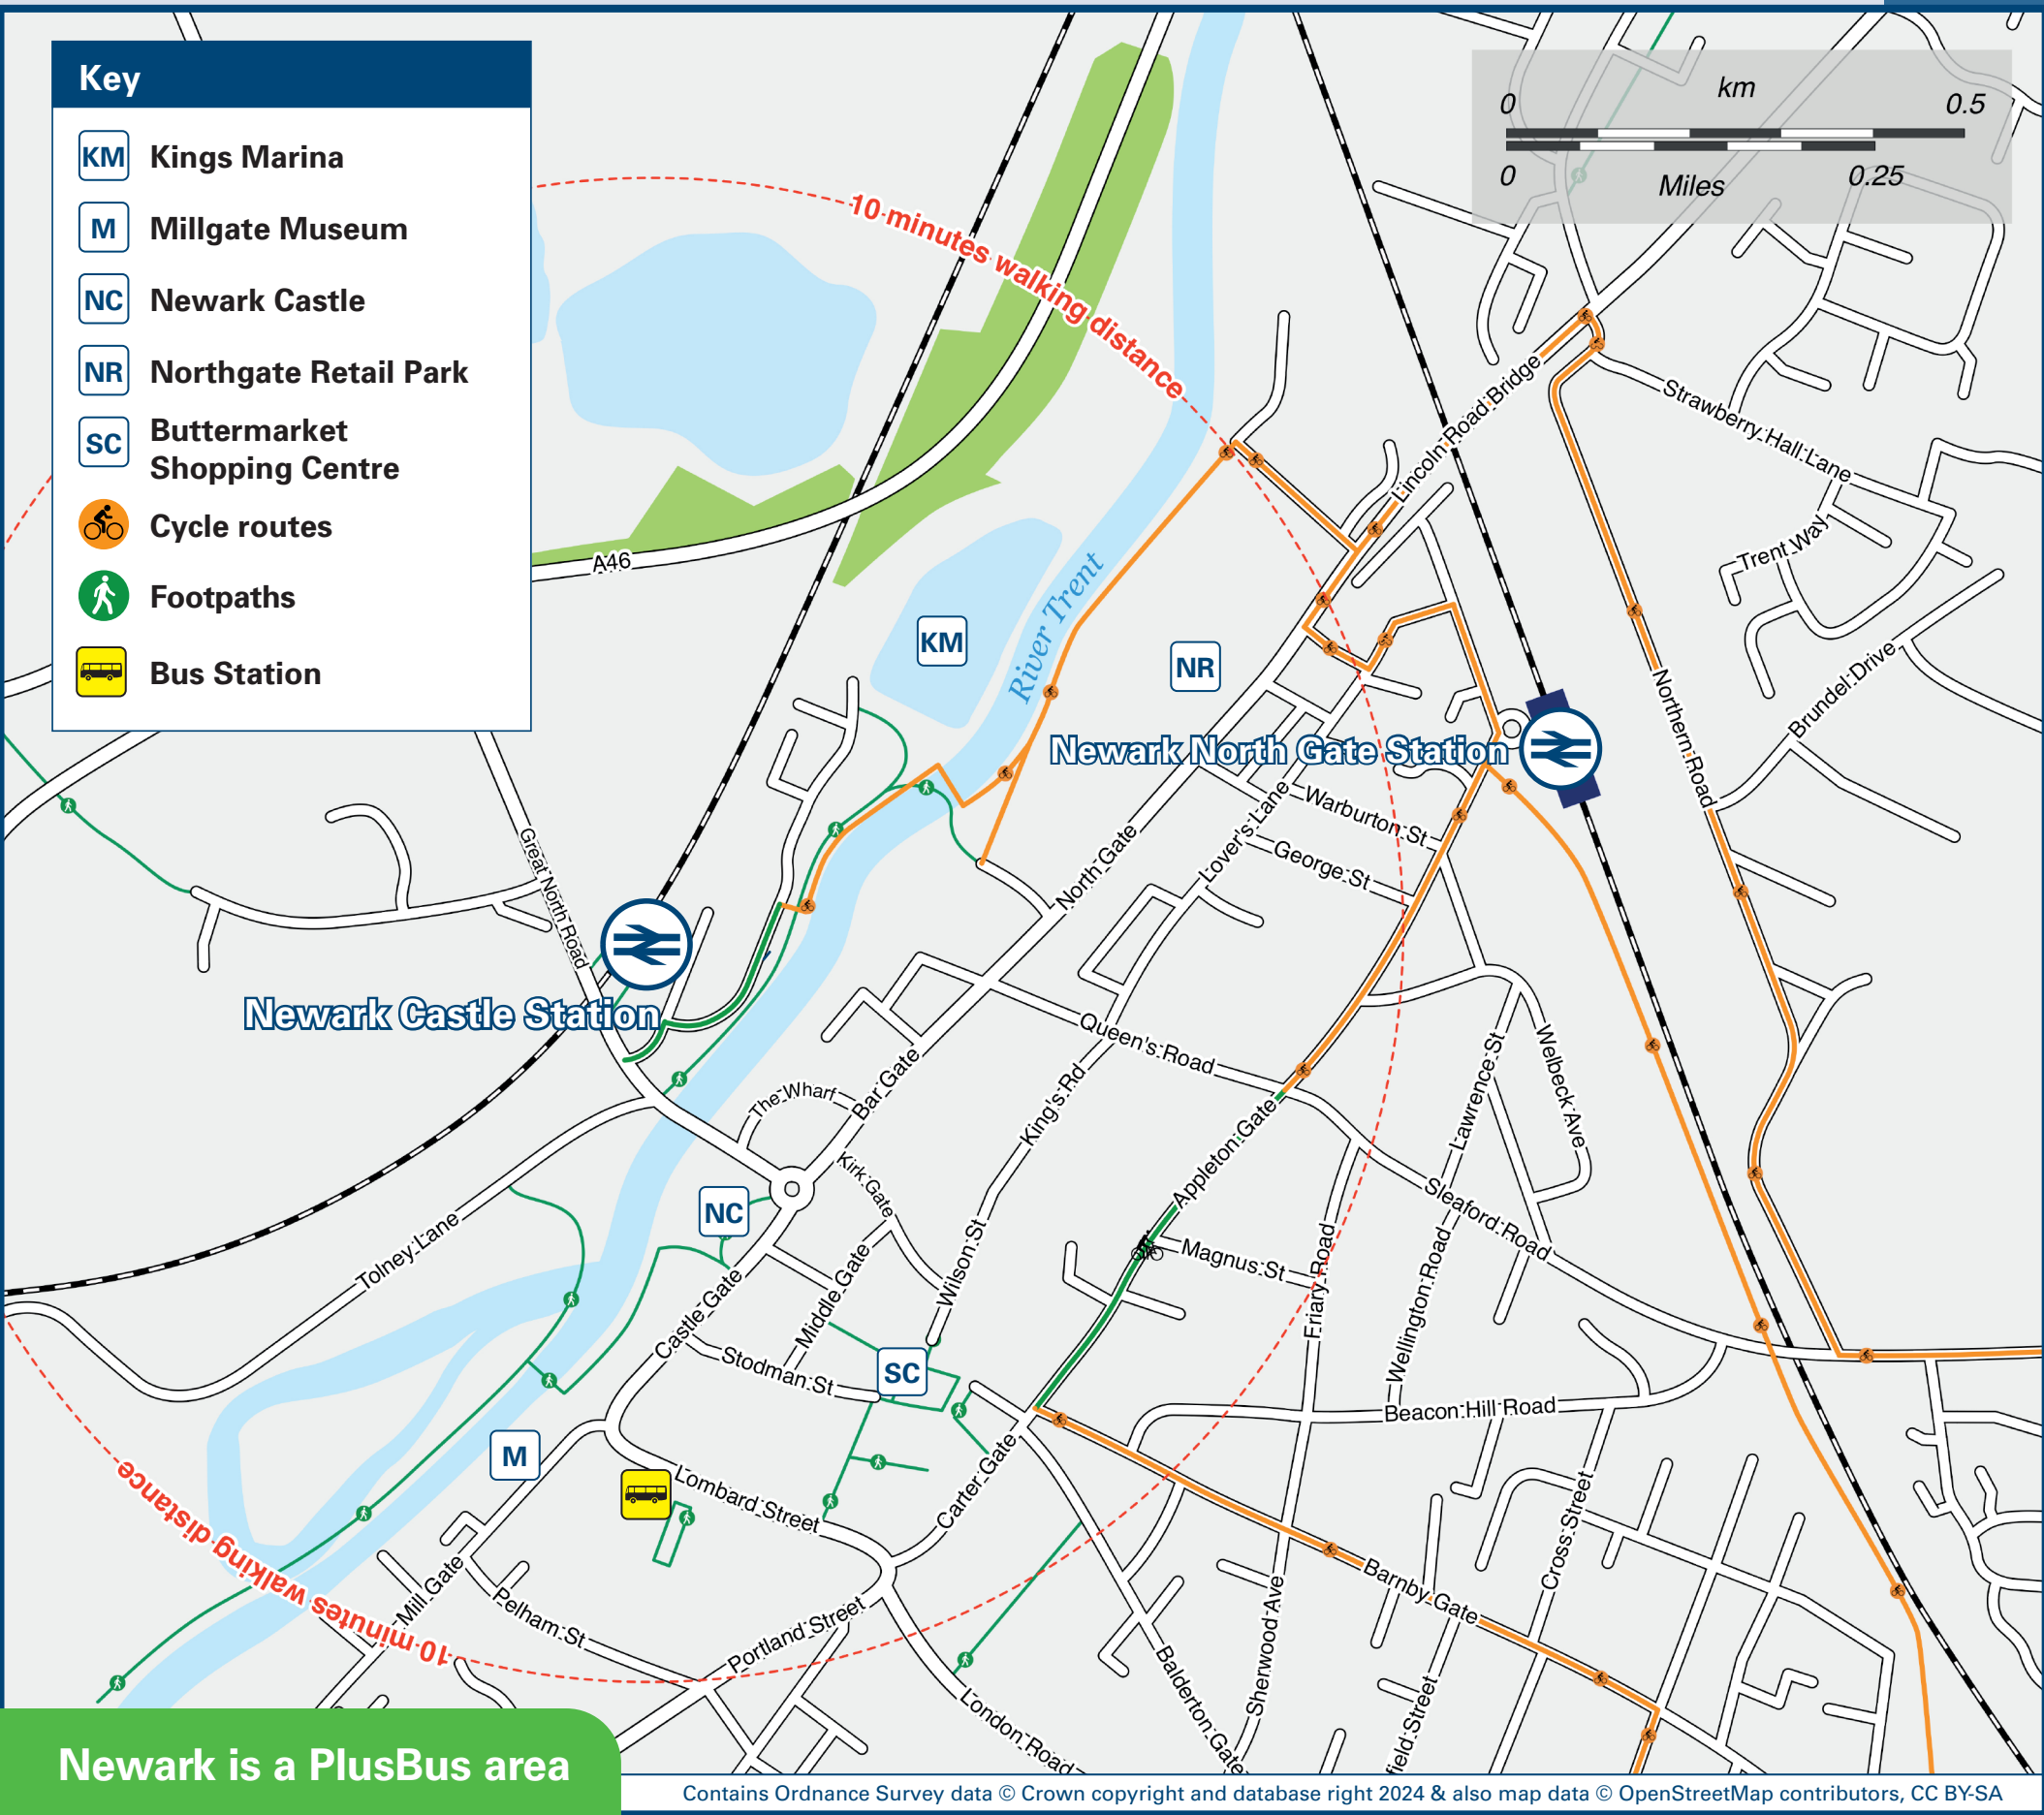 Key
KM Kings Marina
M Millgate Museum
NC Newark Castle
NR Northgate Retail Park
SC Buttermarket
Shopping Centre
Cycle routes
Footpaths
Bus Station
km
0 0.5
0 0.25
Miles
10 minutes walking distance
A46
KM
River Trent
NR
Lincoln Road Bridge
Strawberry Hall Lane
Trent Way
Brundel Drive
Northern Road
Newark North Gate Station
Warburton St
George St
Lover's Lane
North Gate
Great North Road
Newark Castle Station
Queen's Road
Bar Gate
The Wharf
King's Rd
Kirk Gate
Appleton Gate
Lawrence St
Welbeck Ave
NC
Tolney Lane
Castle Gate
Middle Gate
Wilson St
Magnus St
Friary Road
Wellington Road
Sleaford Road
Stodman St
SC
Beacon Hill Road
M
Lombard Street
Carter Gate
Cross Street
Barnby Gate
10 minutes walking distance
Mill Gate
Pelham St
Portland Street
London Road
Balderton Gate
Sherwood Ave
field Street
Newark is a PlusBus area
Contains Ordnance Survey data © Crown copyright and database right 2024 & also map data © OpenStreetMap contributors, CC BY-SA